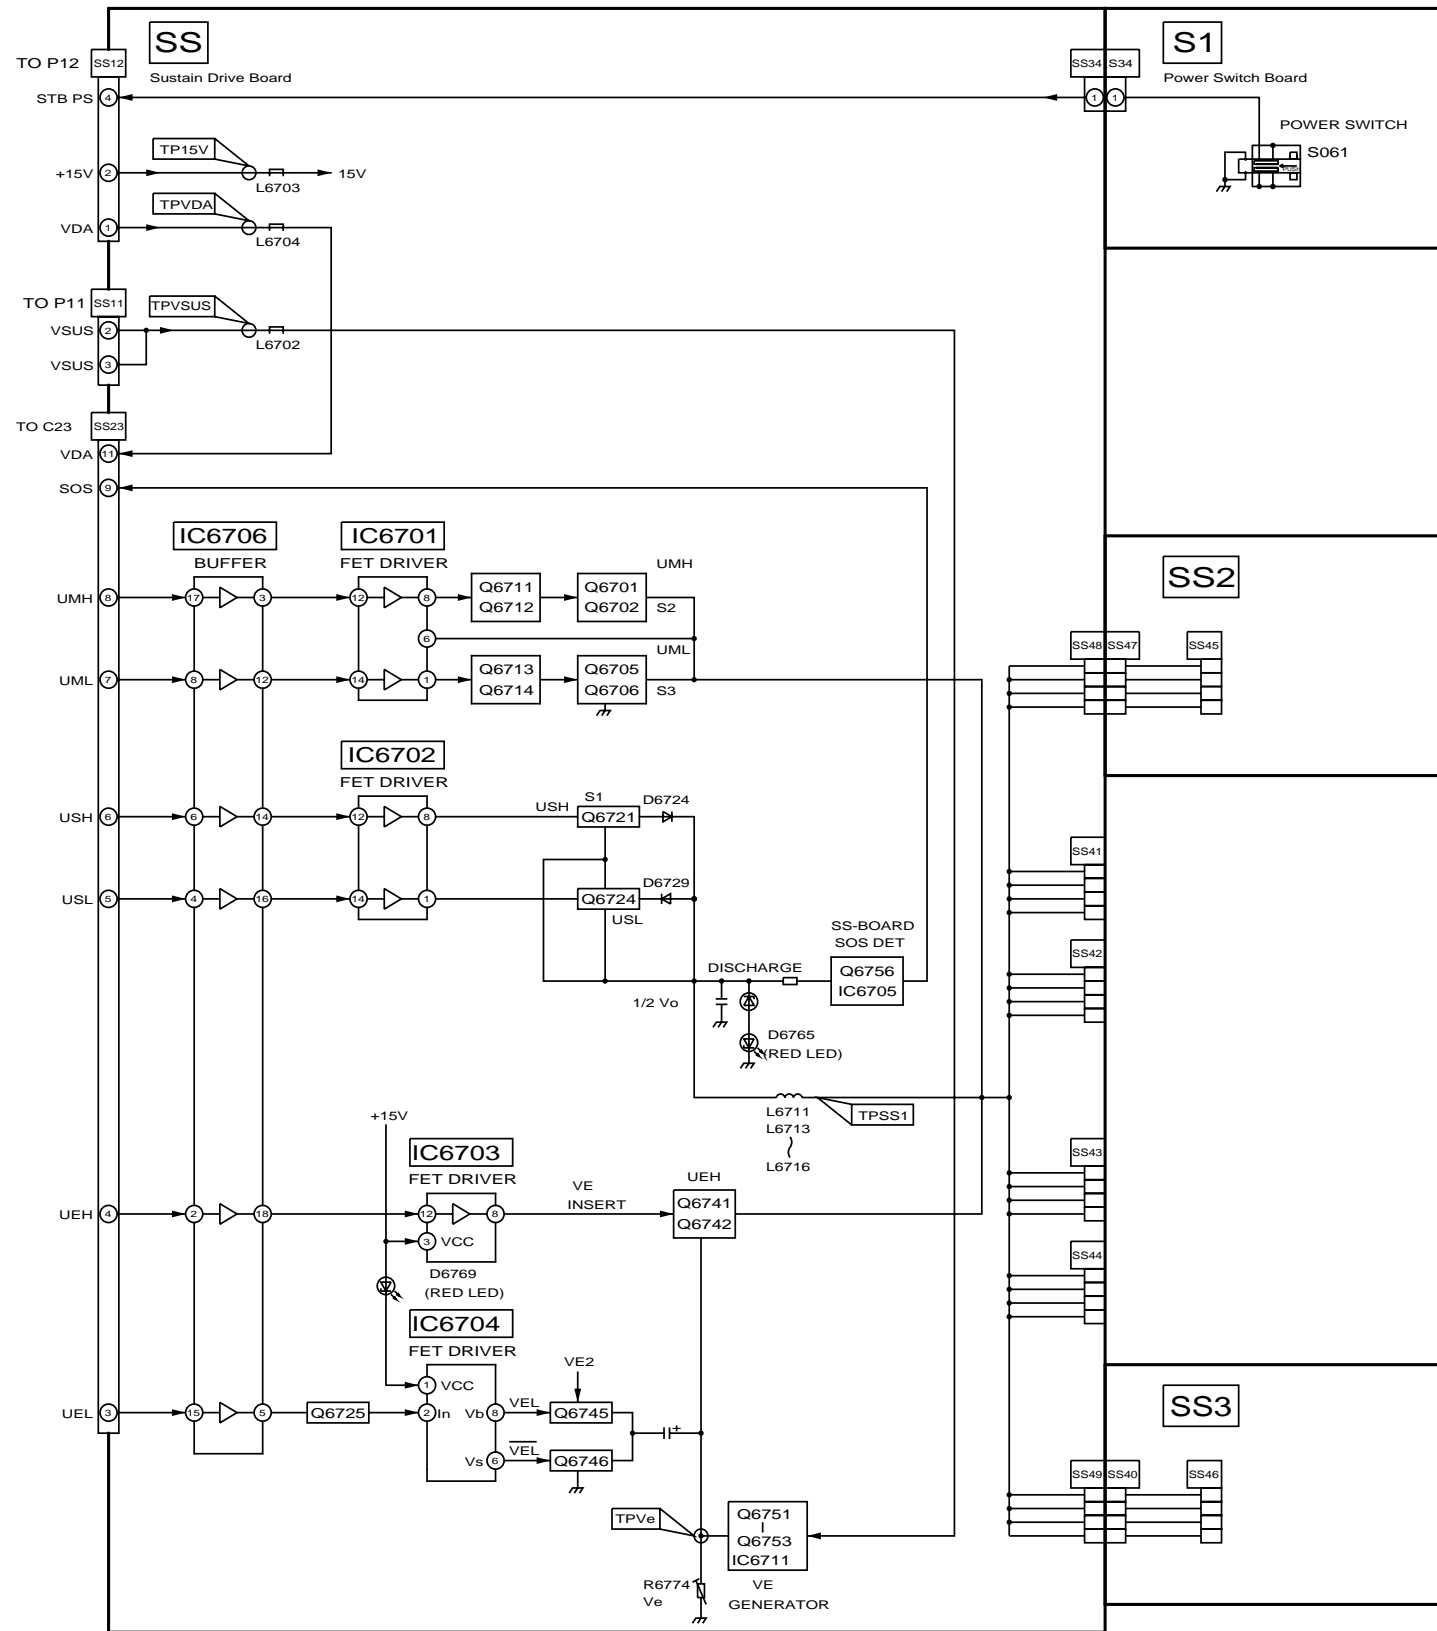 SS
Sustain Drive Board
S1
Power Switch Board
TO P12
SS12
SS34
S34
STB PS
4
1
1
POWER SWITCH
S061
PUSH
TP15V
+15V
2
15V
L6703
TPVDA
VDA
1
L6704
TO P11
SS11
TPVSUS
VSUS
2
L6702
VSUS
3
TO C23
SS23
VDA
11
SOS
9
IC6706
BUFFER
IC6701
FET DRIVER
UMH
SS2
UMH
8
17
3
12
8
Q6711
Q6712
Q6701
Q6702
S2
6
UML
SS48
SS47
SS45
UML
7
8
12
14
1
Q6713
Q6714
Q6705
Q6706
S3
IC6702
FET DRIVER
USH
6
6
14
12
8
USH
S1
Q6721
D6724
SS41
USL
5
4
16
14
1
Q6724
USL
D6729
SS-BOARD
SOS DET
SS42
DISCHARGE
Q6756
IC6705
1/2 Vo
D6765
(RED LED)
L6711
L6713
L6716
TPSS1
+15V
IC6703
FET DRIVER
VE
INSERT
UEH
SS43
UEH
4
2
18
12
8
3
VCC
Q6741
Q6742
D6769
(RED LED)
SS44
IC6704
FET DRIVER
VE2
SS3
1
VCC
UEL
3
15
5
Q6725
2
In
Vb
8
VEL
Q6745
+
Vs
6
VEL
Q6746
SS49
SS40
SS46
TPVe
Q6751
Q6753
IC6711
R6774
Ve
VE
GENERATOR